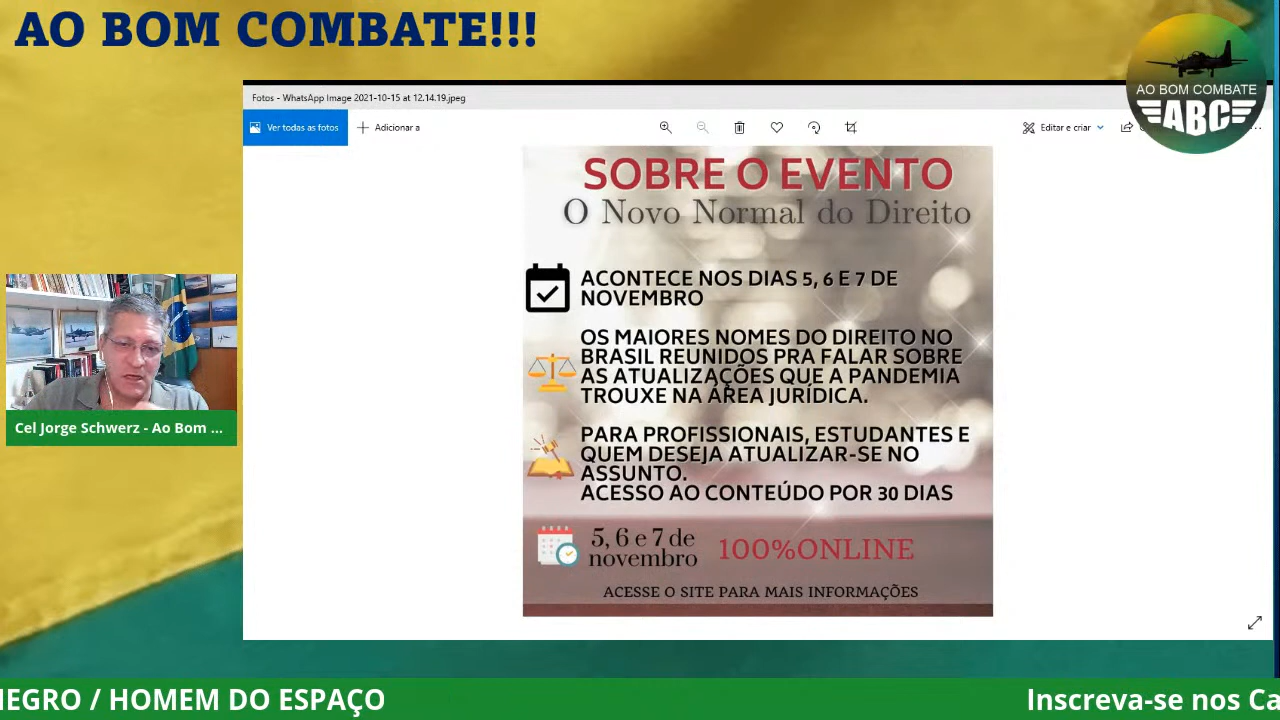 AO BOM COMBATE!!!
AO BOM COMBATE
ABC
Fotos - WhatsApp Image 2021-10-15 at 12.14.19.jpeg
Ver todas as fotos
Adicionar a
Editar e criar
SOBRE O EVENTO
O Novo Normal do Direito
ACONTECE NOS DIAS 5, 6 E 7 DE
NOVEMBRO
OS MAIORES NOMES DO DIREITO NO
BRASIL REUNIDOS PRA FALAR SOBRE
AS ATUALIZAÇÕES QUE A PANDEMIA
TROUXE NA ÁREA JURÍDICA.
PARA PROFISSIONAIS, ESTUDANTES E
QUEM DESEJA ATUALIZAR-SE NO
ASSUNTO.
ACESSO AO CONTEÚDO POR 30 DIAS
5, 6 e 7 de
novembro
100%ONLINE
ACESSE O SITE PARA MAIS INFORMAÇÕES
Cel Jorge Schwerz - Ao Bom ...
NEGRO / HOMEM DO ESPAÇO
Inscreva-se nos Ca